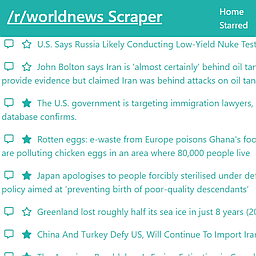 /r/worldnews Scraper
Home
Starred
U.S. Says Russia Likely Conducting Low-Yield Nuke Test
John Bolton says Iran is 'almost certainly' behind oil tan
provide evidence but claimed Iran was behind attacks on oil tan
The U.S. government is targeting immigration lawyers,
database confirms.
Rotten eggs: e-waste from Europe poisons Ghana's foo
are polluting chicken eggs in an area where 80,000 people live
Japan apologises to people forcibly sterilised under def
policy aimed at 'preventing birth of poor-quality descendants'
Greenland lost roughly half its sea ice in just 8 years (20
China And Turkey Defy US, Will Continue To Import Iran